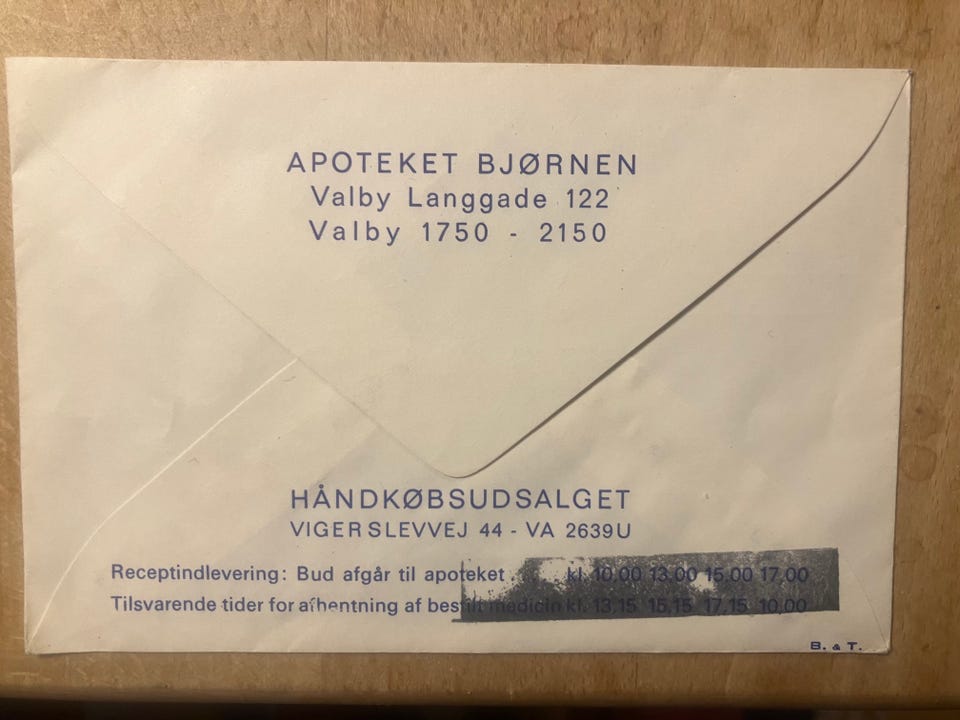 APOTEKET BJØRNEN
Valby Langgade 122
Valby 1750 - 2150
HÅNDKØBSUDSALGET
VIGERSLEVVEJ 44 - VA 2639U
Receptindlevering: Bud afgår til apoteket kl. 10,00 13.00 15.00 17,00
Tilsvarende tider for afhentning af bestilt medicin kl. 13,15 15,15 17.15 10,00
B. & T.